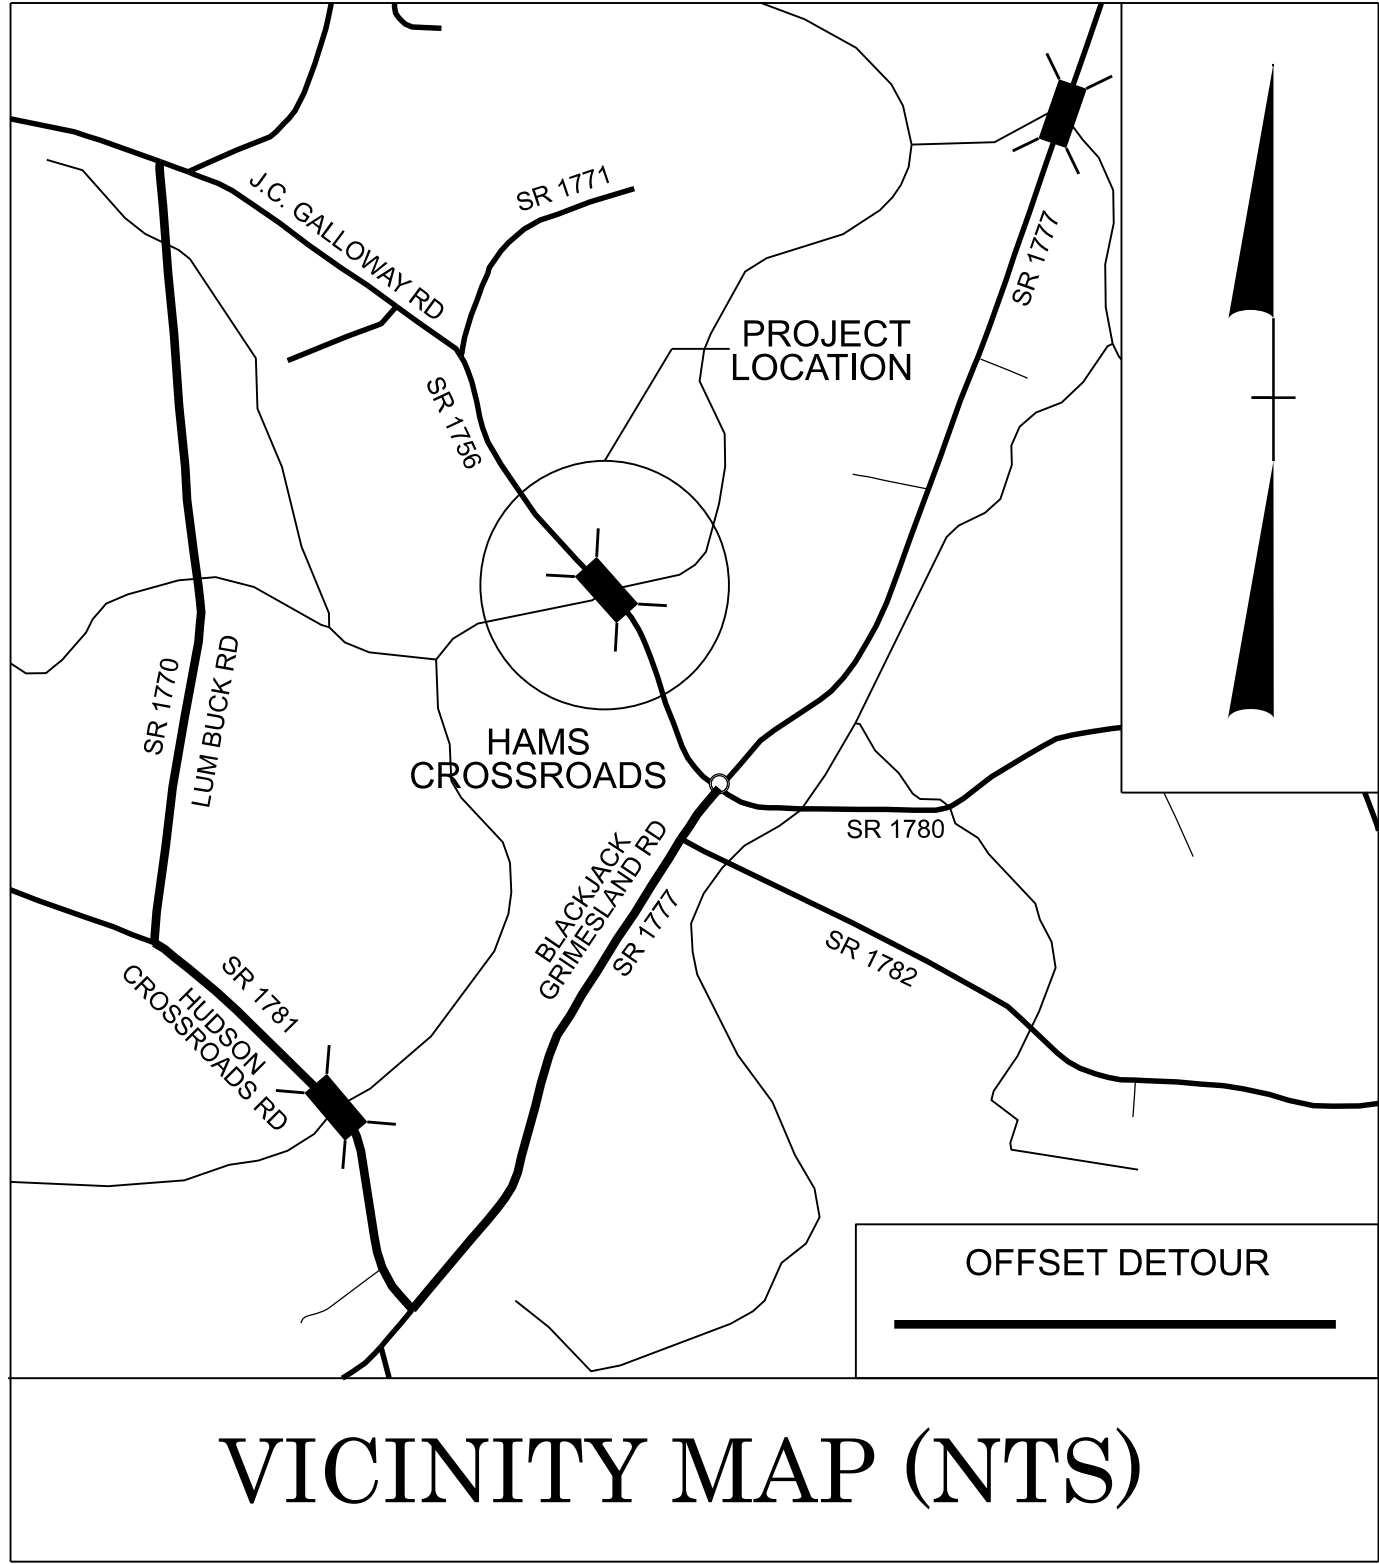 J.C. GALLOWAY RD
SR 1771
SR 1777
PROJECT
LOCATION
SR 1756
SR 1770
LUM BUCK RD
HAMS
CROSSROADS
SR 1780
BLACKJACK
GRIMESLAND RD
SR 1777
SR 1782
SR 1781
HUDSON
CROSSROADS RD
OFFSET DETOUR
VICINITY MAP (NTS)